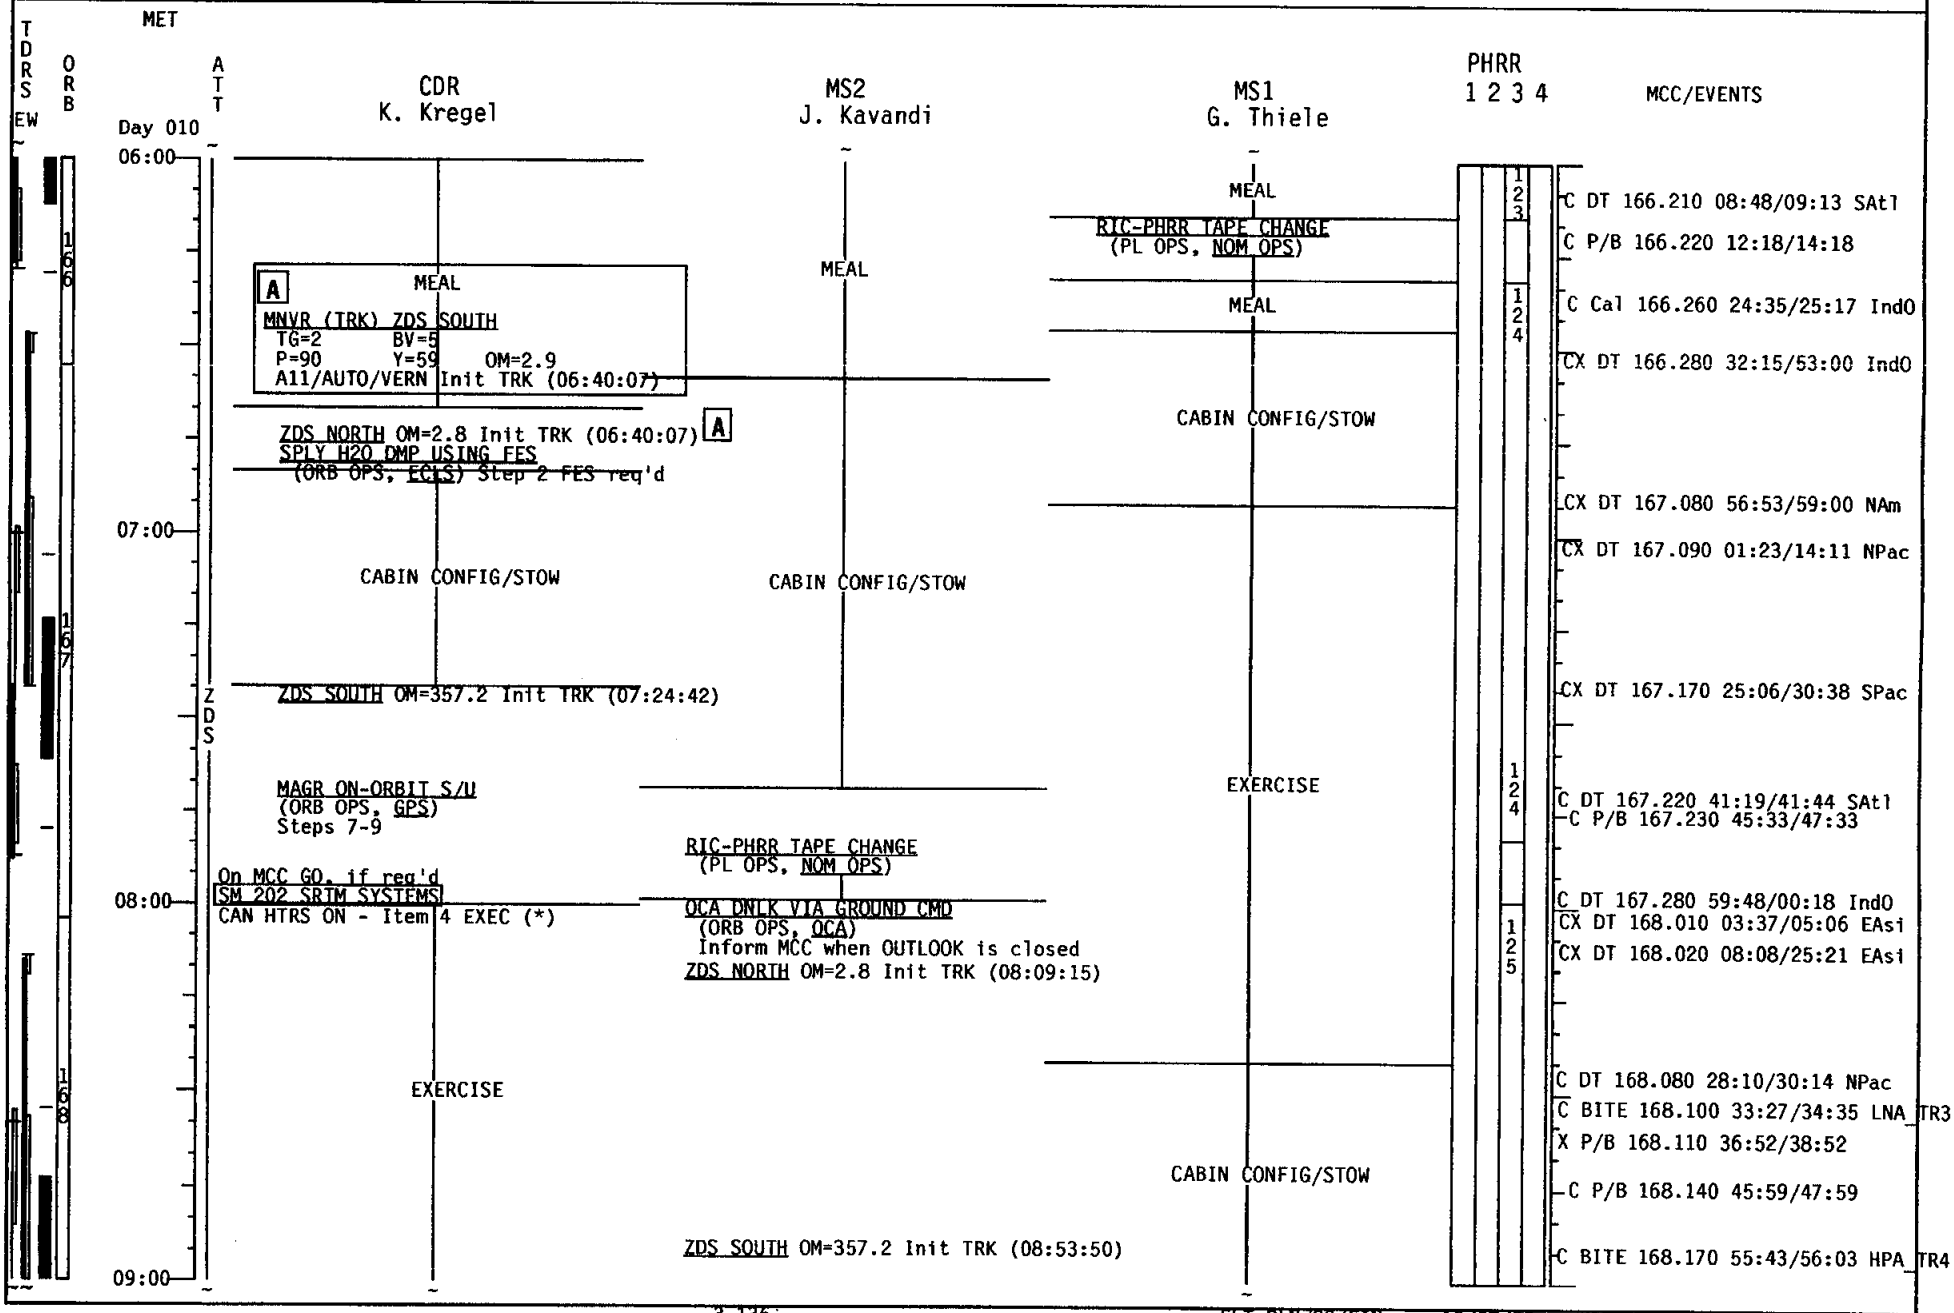 MET
TDRS
EW
ORB
ATT
CDR
K. Kregel
MS2
J. Kavandi
MS1
G. Thiele
PHRR
1 2 3 4
MCC/EVENTS
Day 010
06:00
07:00
08:00
09:00
166
167
168
ZDS
MEAL
A
MNVR (TRK) ZDS SOUTH
TG=2 BV=5
P=90 Y=59 OM=2.9
A11/AUTO/VERN Init TRK (06:40:07)
ZDS NORTH OM=2.8 Init TRK (06:40:07) A
SPLY H2O DMP USING FES
(ORB OPS, ECLS) Step 2 FES req'd
CABIN CONFIG/STOW
ZDS SOUTH OM=357.2 Init TRK (07:24:42)
MAGR ON-ORBIT S/U
(ORB OPS, GPS)
Steps 7-9
On MCC GO, if req'd
SM 202 SRTM SYSTEMS
CAN HTRS ON - Item 4 EXEC (*)
EXERCISE
MEAL
CABIN CONFIG/STOW
RIC-PHRR TAPE CHANGE
(PL OPS, NOM OPS)
OCA DNLK VIA GROUND CMD
(ORB OPS, OCA)
Inform MCC when OUTLOOK is closed
ZDS NORTH OM=2.8 Init TRK (08:09:15)
ZDS SOUTH OM=357.2 Init TRK (08:53:50)
MEAL
RIC-PHRR TAPE CHANGE
(PL OPS, NOM OPS)
MEAL
CABIN CONFIG/STOW
EXERCISE
CABIN CONFIG/STOW
123
124
124
125
C DT 166.210 08:48/09:13 SAtl
C P/B 166.220 12:18/14:18
C Cal 166.260 24:35/25:17 IndO
CX DT 166.280 32:15/53:00 IndO
CX DT 167.080 56:53/59:00 NAm
CX DT 167.090 01:23/14:11 NPac
CX DT 167.170 25:06/30:38 SPac
C DT 167.220 41:19/41:44 SAtl
C P/B 167.230 45:33/47:33
C DT 167.280 59:48/00:18 IndO
CX DT 168.010 03:37/05:06 EAsi
CX DT 168.020 08:08/25:21 EAsi
C DT 168.080 28:10/30:14 NPac
C BITE 168.100 33:27/34:35 LNA_TR3
X P/B 168.110 36:52/38:52
C P/B 168.140 45:59/47:59
C BITE 168.170 55:43/56:03 HPA_TR4
3-136